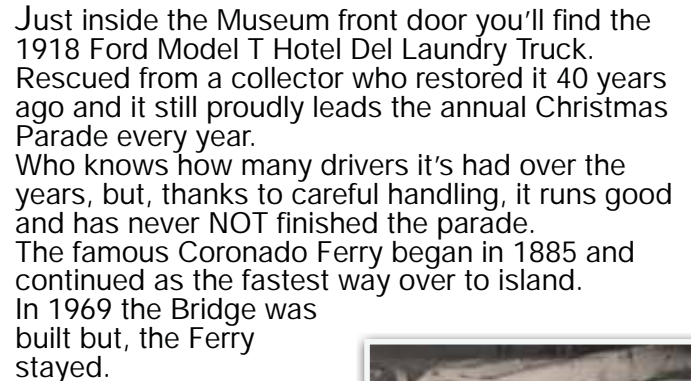 Just inside the Museum front door you'll find the
1918 Ford Model T Hotel Del Laundry Truck.
Rescued from a collector who restored it 40 years
ago and it still proudly leads the annual Christmas
Parade every year.
Who knows how many drivers it's had over the
years, but, thanks to careful handling, it runs good
and has never NOT finished the parade.
The famous Coronado Ferry began in 1885 and
continued as the fastest way over to island.
In 1969 the Bridge was
built but, the Ferry
stayed.